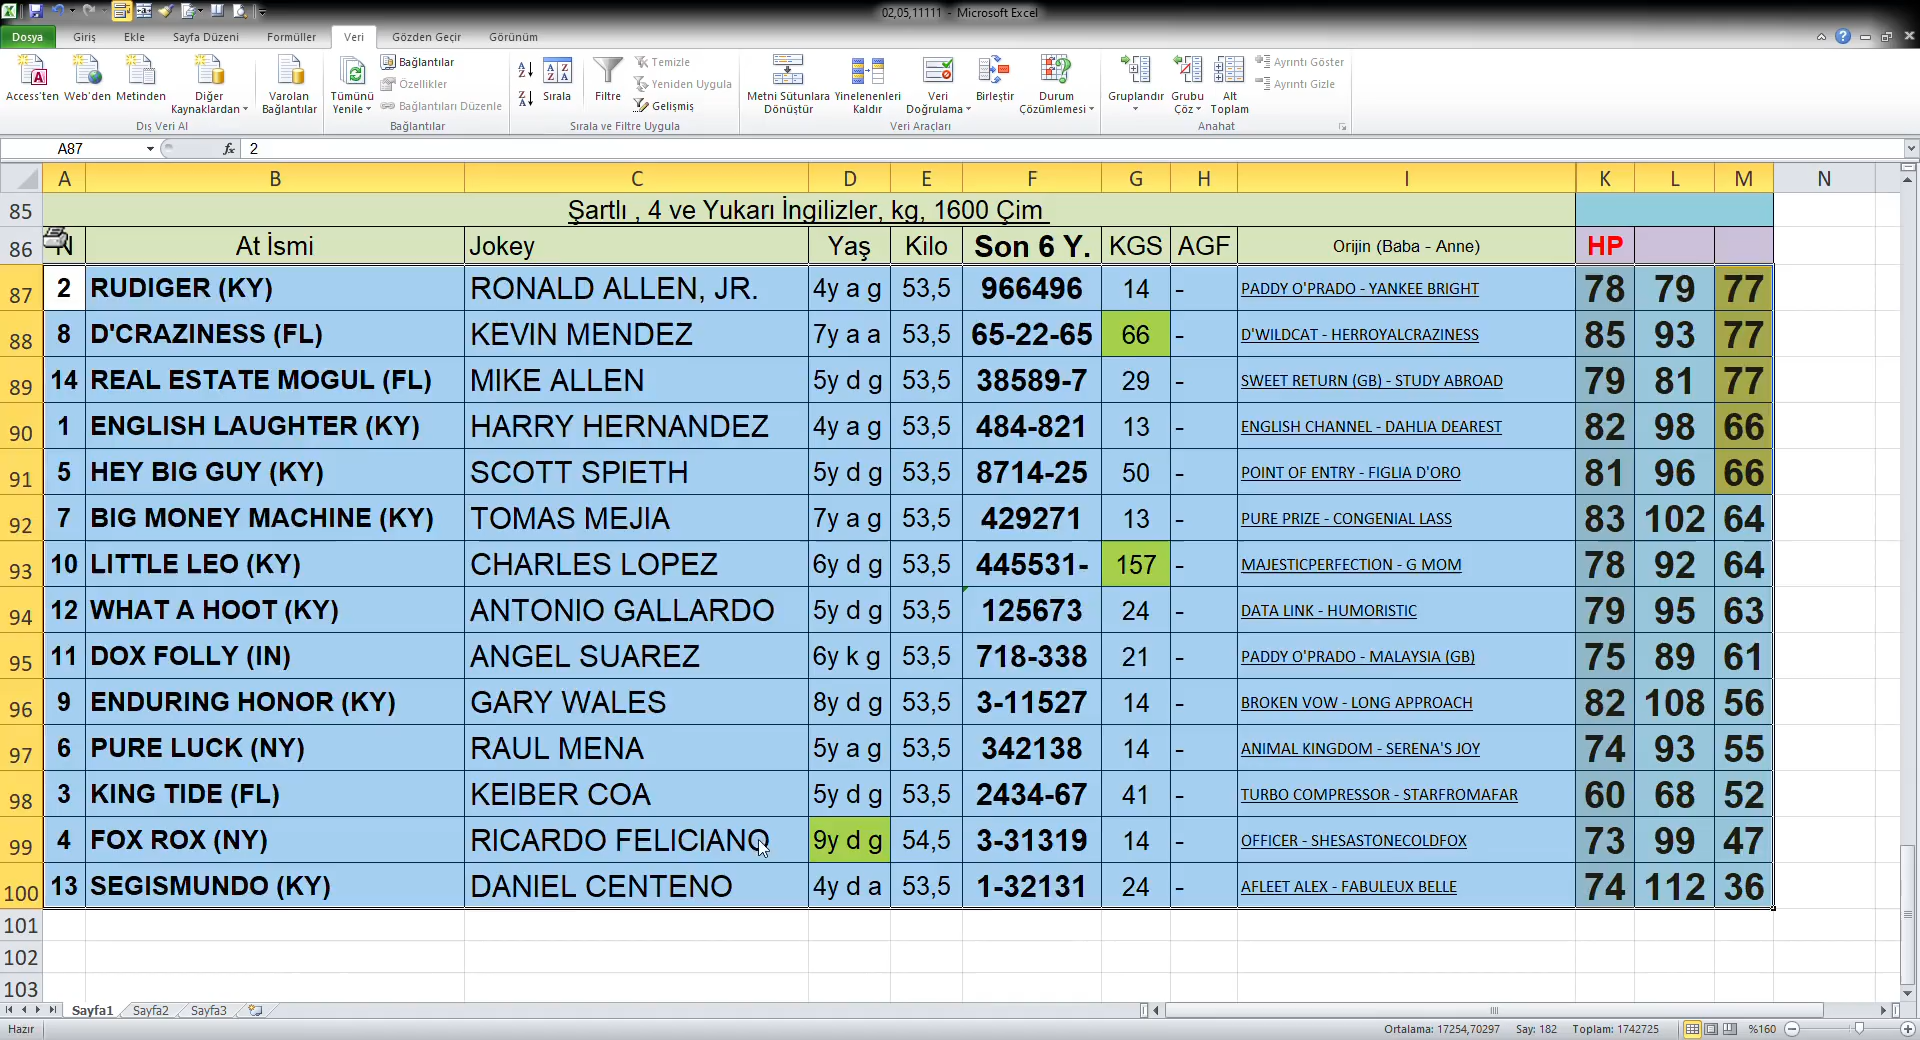 02,05,11111 - Microsoft Excel
Dosya Giriş Ekle Sayfa Düzeni Formüller Veri Gözden Geçir Görünüm
Access'ten Web'den Metinden Diğer Kaynaklardan Varolan Bağlantılar Tümünü Yenile Bağlantılar Özellikler Bağlantıları Düzenle Sırala Filtre Temizle Yeniden Uygula Gelişmiş Metni Sütunlara Dönüştür Yinelenenleri Kaldır Veri Doğrulama Birleştir Durum Çözümlemesi Gruplandır Grubu Çöz Alt Toplam Ayrıntı Göster Ayrıntı Gizle
Dış Veri Al Bağlantılar Sırala ve Filtre Uygula Veri Araçları Anahat
A87 fx 2
A B C D E F G H I K L M N
85 Şartlı , 4 ve Yukarı İngilizler, kg, 1600 Çim
86 N At İsmi Jokey Yaş Kilo Son 6 Y. KGS AGF Orijin (Baba - Anne) HP
87 2 RUDIGER (KY) RONALD ALLEN, JR. 4y a g 53,5 966496 14 - PADDY O'PRADO - YANKEE BRIGHT 78 79 77
88 8 D'CRAZINESS (FL) KEVIN MENDEZ 7y a a 53,5 65-22-65 66 - D'WILDCAT - HERROYALCRAZINESS 85 93 77
89 14 REAL ESTATE MOGUL (FL) MIKE ALLEN 5y d g 53,5 38589-7 29 - SWEET RETURN (GB) - STUDY ABROAD 79 81 77
90 1 ENGLISH LAUGHTER (KY) HARRY HERNANDEZ 4y a g 53,5 484-821 13 - ENGLISH CHANNEL - DAHLIA DEAREST 82 98 66
91 5 HEY BIG GUY (KY) SCOTT SPIETH 5y d g 53,5 8714-25 50 - POINT OF ENTRY - FIGLIA D'ORO 81 96 66
92 7 BIG MONEY MACHINE (KY) TOMAS MEJIA 7y a g 53,5 429271 13 - PURE PRIZE - CONGENIAL LASS 83 102 64
93 10 LITTLE LEO (KY) CHARLES LOPEZ 6y d g 53,5 445531- 157 - MAJESTICPERFECTION - G MOM 78 92 64
94 12 WHAT A HOOT (KY) ANTONIO GALLARDO 5y d g 53,5 125673 24 - DATA LINK - HUMORISTIC 79 95 63
95 11 DOX FOLLY (IN) ANGEL SUAREZ 6y k g 53,5 718-338 21 - PADDY O'PRADO - MALAYSIA (GB) 75 89 61
96 9 ENDURING HONOR (KY) GARY WALES 8y d g 53,5 3-11527 14 - BROKEN VOW - LONG APPROACH 82 108 56
97 6 PURE LUCK (NY) RAUL MENA 5y a g 53,5 342138 14 - ANIMAL KINGDOM - SERENA'S JOY 74 93 55
98 3 KING TIDE (FL) KEIBER COA 5y d g 53,5 2434-67 41 - TURBO COMPRESSOR - STARFROMAFAR 60 68 52
99 4 FOX ROX (NY) RICARDO FELICIANO 9y d g 54,5 3-31319 14 - OFFICER - SHESASTONECOLDFOX 73 99 47
100 13 SEGISMUNDO (KY) DANIEL CENTENO 4y d a 53,5 1-32131 24 - AFLEET ALEX - FABULEUX BELLE 74 112 36
101
102
103
Sayfa1 Sayfa2 Sayfa3
Hazır Ortalama: 17254,70297 Say: 182 Toplam: 1742725 %160